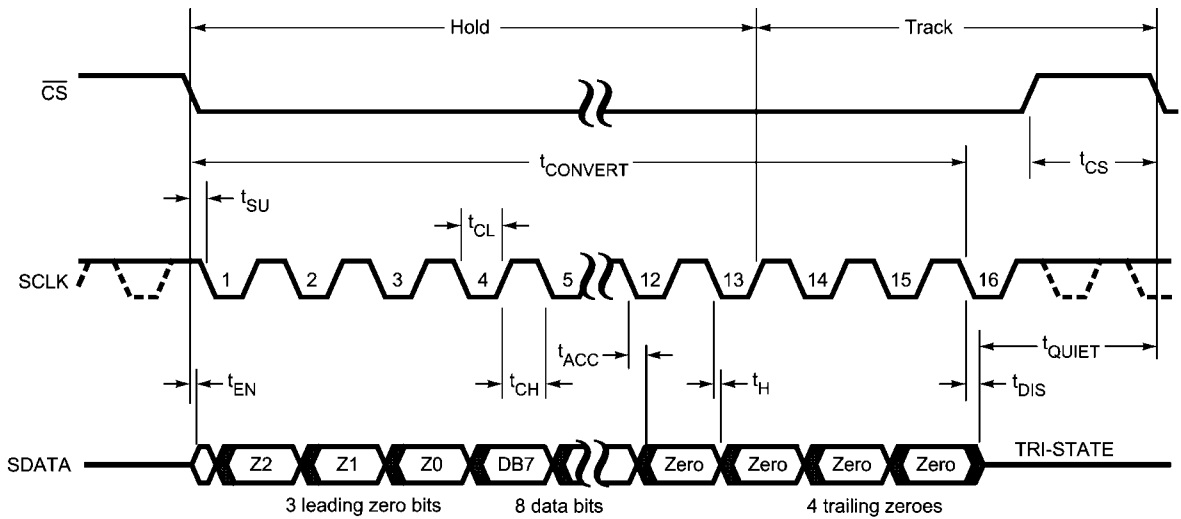 Hold Track
CS
tCONVERT tCS
tSU tCL
SCLK 1 2 3 4 5 12 13 14 15 16
tACC tQUIET
tEN tCH tH tDIS
SDATA Z2 Z1 Z0 DB7 Zero Zero Zero Zero TRI-STATE
3 leading zero bits 8 data bits 4 trailing zeroes